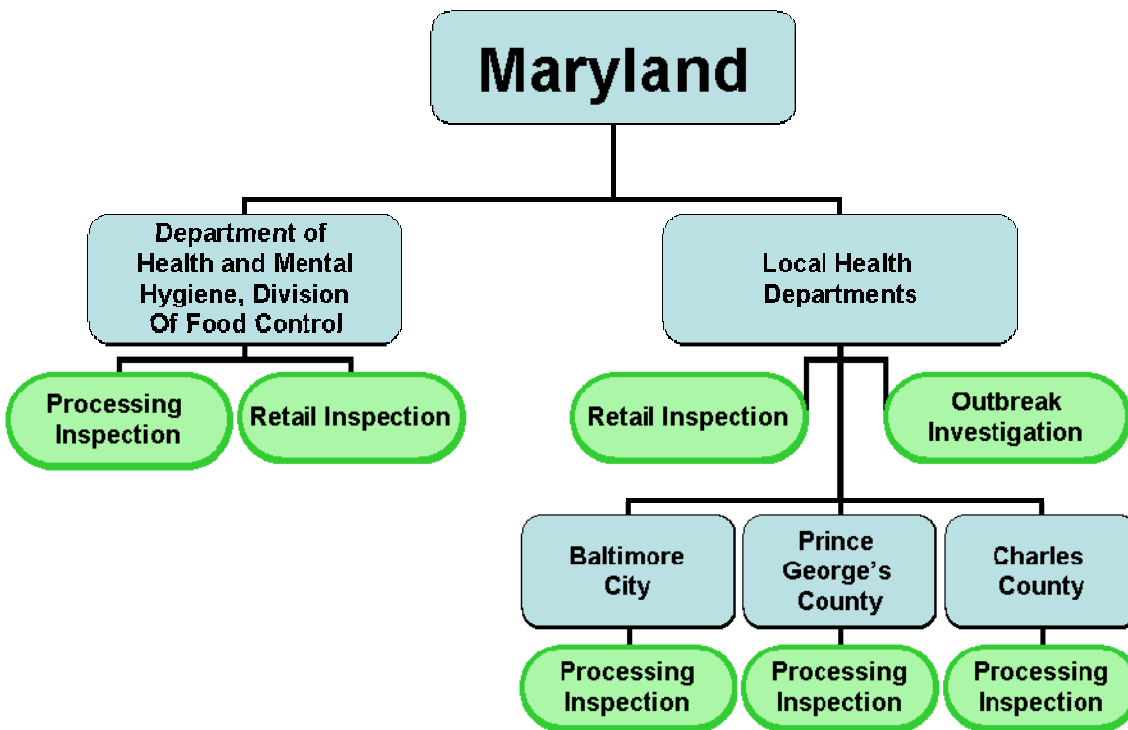 Maryland
Department of
Health and Mental
Hygiene, Division
Of Food Control
Local Health
Departments
Processing
Inspection
Retail Inspection
Retail Inspection
Outbreak
Investigation
Baltimore
City
Prince
George's
County
Charles
County
Processing
Inspection
Processing
Inspection
Processing
Inspection